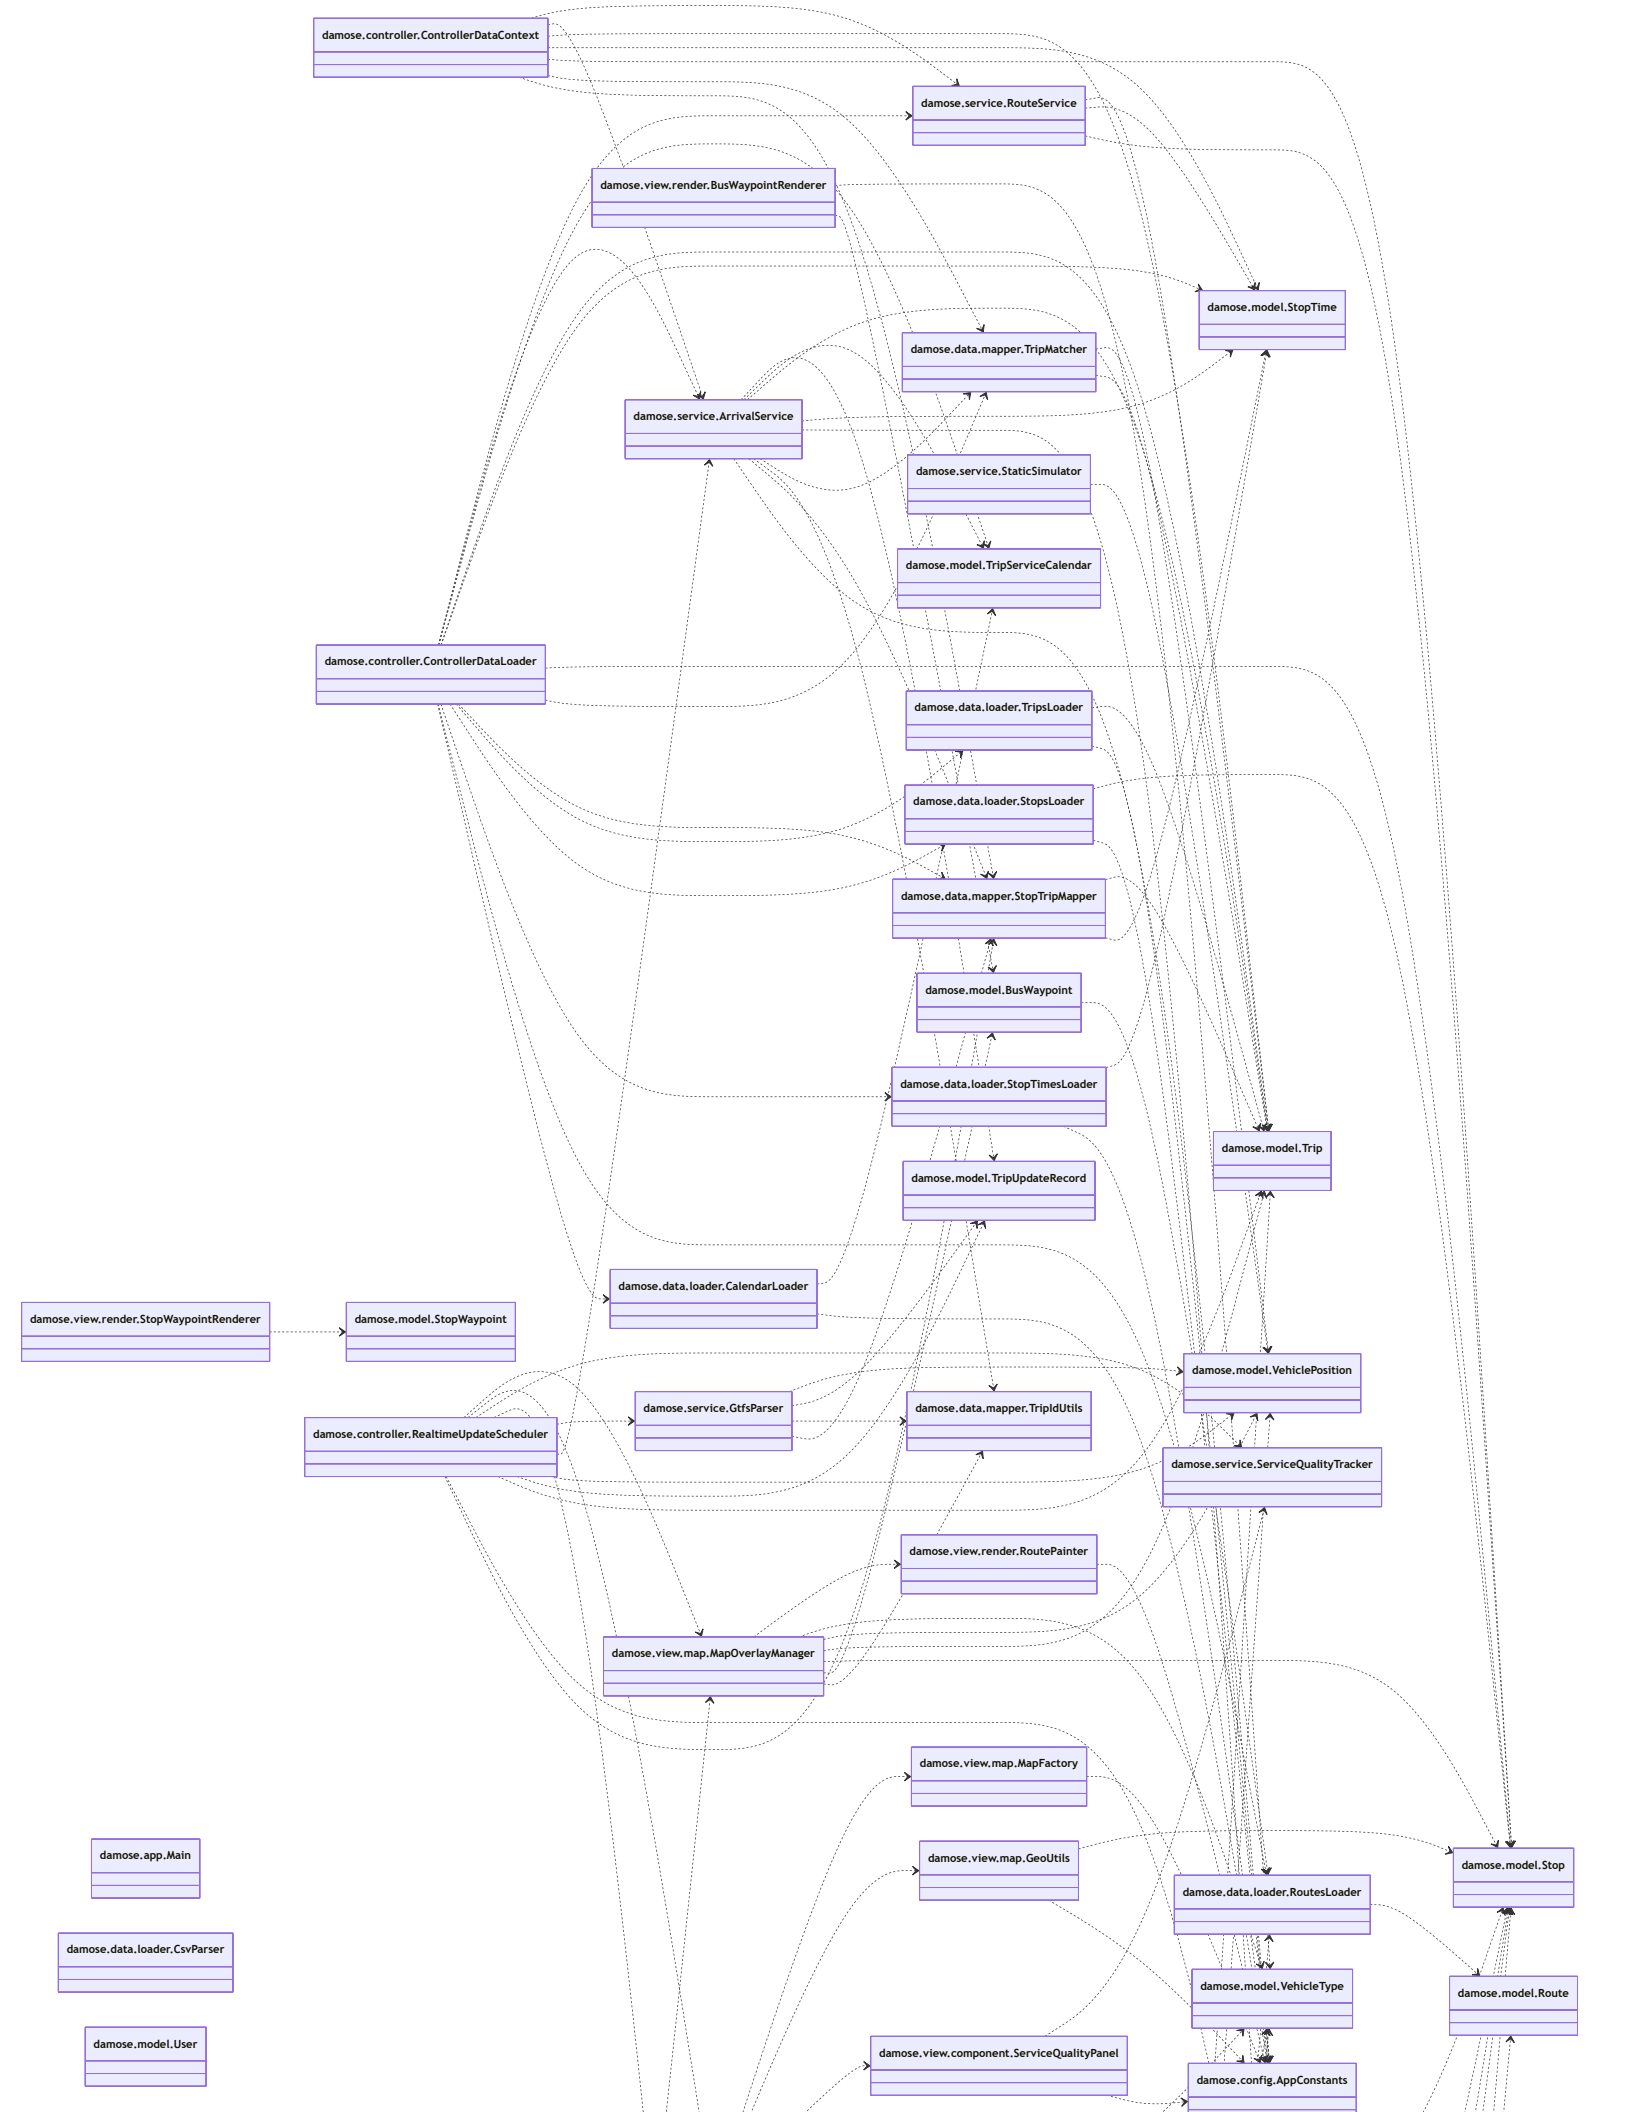 damose.controller.ControllerDataContext
damose.service.RouteService
damose.view.render.BusWaypointRenderer
damose.model.StopTime
damose.data.mapper.TripMatcher
damose.service.ArrivalService
damose.service.StaticSimulator
damose.model.TripServiceCalendar
damose.controller.ControllerDataLoader
damose.data.loader.TripsLoader
damose.data.loader.StopsLoader
damose.data.mapper.StopTripMapper
damose.model.BusWaypoint
damose.data.loader.StopTimesLoader
damose.model.Trip
damose.model.TripUpdateRecord
damose.data.loader.CalendarLoader
damose.view.render.StopWaypointRenderer
damose.model.StopWaypoint
damose.model.VehiclePosition
damose.service.GtfsParser
damose.data.mapper.TripIdUtils
damose.controller.RealtimeUpdateScheduler
damose.service.ServiceQualityTracker
damose.view.render.RoutePainter
damose.view.map.MapOverlayManager
damose.view.map.MapFactory
damose.app.Main
damose.view.map.GeoUtils
damose.model.Stop
damose.data.loader.RoutesLoader
damose.data.loader.CsvParser
damose.model.VehicleType
damose.model.Route
damose.model.User
damose.view.component.ServiceQualityPanel
damose.config.AppConstants